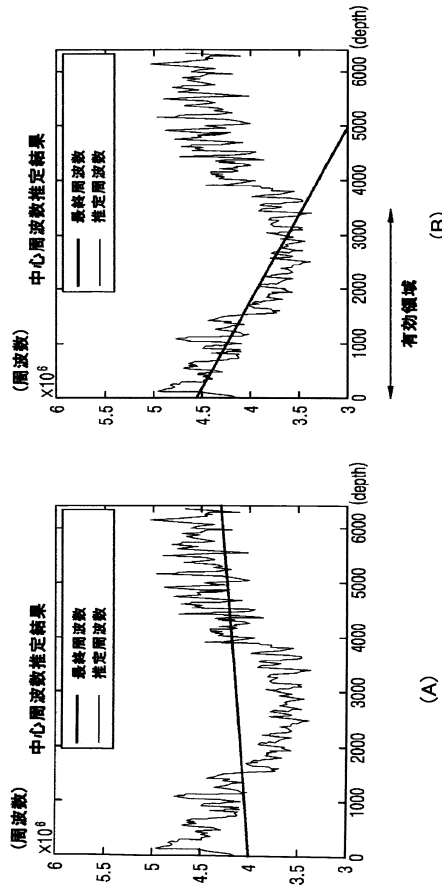 (周波数)
×10⁶
中心周波数推定結果
最終周波数
推定周波数
6
5.5
5
4.5
4
3.5
3
0
1000
2000
3000
4000
5000
6000
(depth)
(A)
(周波数)
×10⁶
中心周波数推定結果
最終周波数
推定周波数
6
5.5
5
4.5
4
3.5
3
0
1000
2000
3000
4000
5000
6000
(depth)
有効領域
(B)